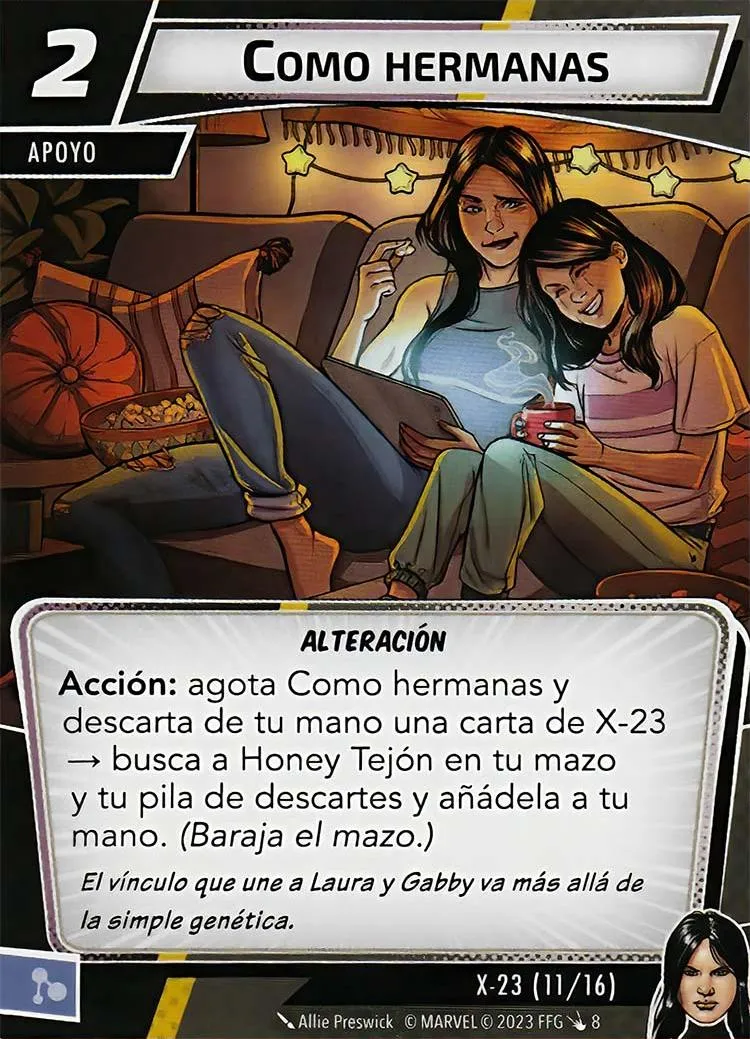 2
COMO HERMANAS
APOYO
ALTERACIÓN
Acción: agota Como hermanas y
descarta de tu mano una carta de X-23
→ busca a Honey Tejón en tu mazo
y tu pila de descartes y añádela a tu
mano. (Baraja el mazo.)
El vínculo que une a Laura y Gabby va más allá de
la simple genética.
X-23 (11/16)
Allie Preswick © MARVEL © 2023 FFG 8